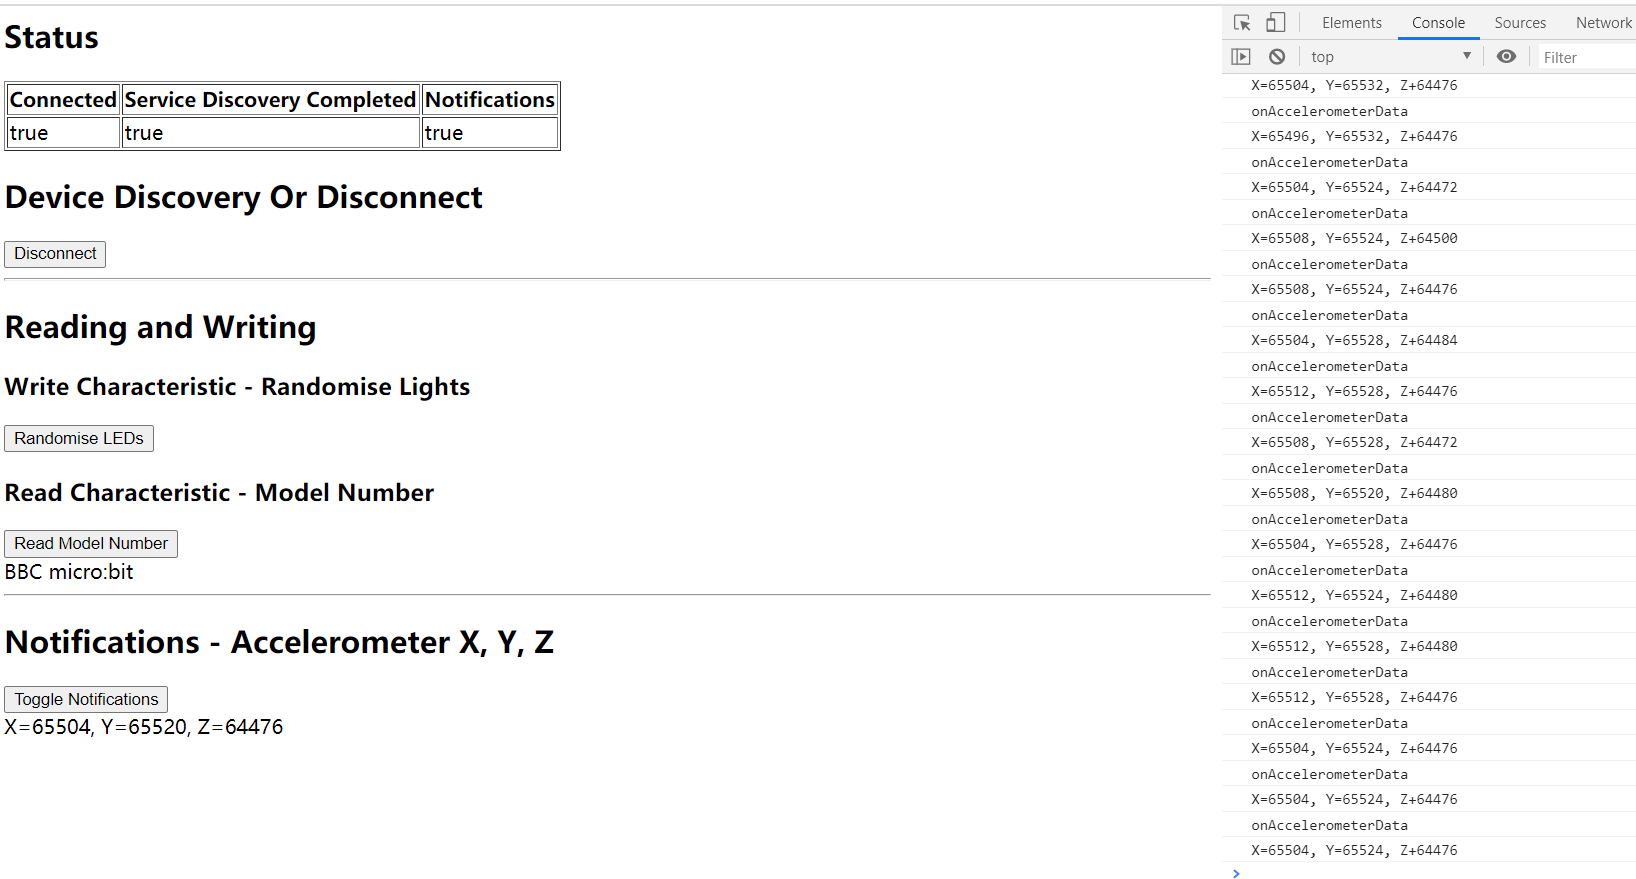 Status
Connected Service Discovery Completed Notifications
true true true
Device Discovery Or Disconnect
Disconnect
Reading and Writing
Write Characteristic - Randomise Lights
Randomise LEDs
Read Characteristic - Model Number
Read Model Number
BBC micro:bit
Notifications - Accelerometer X, Y, Z
Toggle Notifications
X=65504, Y=65520, Z=64476
Elements Console Sources Network
top Filter
X=65504, Y=65532, Z+64476
onAccelerometerData
X=65496, Y=65532, Z+64476
onAccelerometerData
X=65504, Y=65524, Z+64472
onAccelerometerData
X=65508, Y=65524, Z+64500
onAccelerometerData
X=65508, Y=65524, Z+64476
onAccelerometerData
X=65504, Y=65528, Z+64484
onAccelerometerData
X=65512, Y=65528, Z+64476
onAccelerometerData
X=65508, Y=65528, Z+64472
onAccelerometerData
X=65508, Y=65520, Z+64480
onAccelerometerData
X=65504, Y=65528, Z+64476
onAccelerometerData
X=65512, Y=65524, Z+64480
onAccelerometerData
X=65512, Y=65528, Z+64480
onAccelerometerData
X=65512, Y=65528, Z+64476
onAccelerometerData
X=65504, Y=65524, Z+64476
onAccelerometerData
X=65504, Y=65524, Z+64476
onAccelerometerData
X=65504, Y=65524, Z+64476